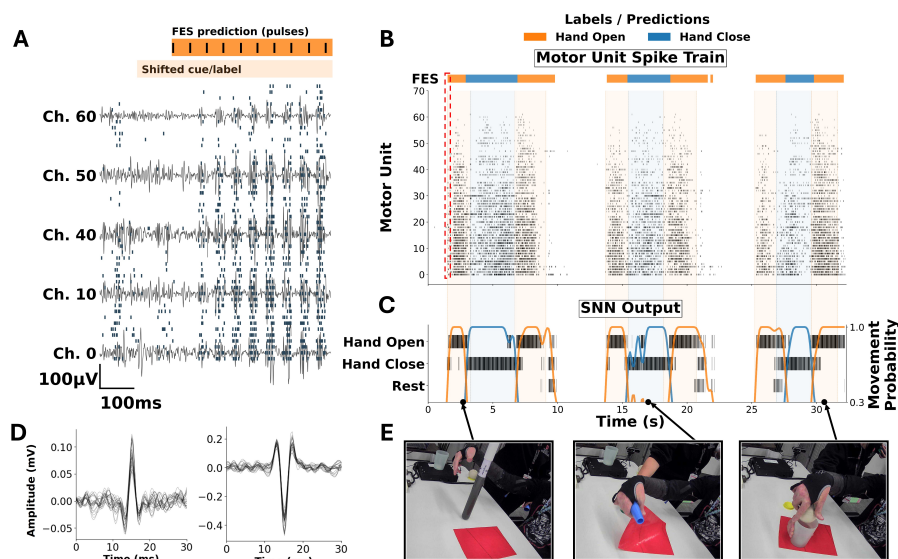 A
FES prediction (pulses)
Shifted cue/label
Ch. 60
Ch. 50
Ch. 40
Ch. 10
Ch. 0
100μV
100ms
B
Labels / Predictions
Hand Open
Hand Close
Motor Unit Spike Train
FES
70
60
50
40
30
20
10
0
Motor Unit
C
SNN Output
Hand Open
Hand Close
Rest
1.0
0.3
Movement
Probability
0
5
10
15
20
25
30
Time (s)
D
Amplitude (mV)
0.10
0.05
0.00
−0.05
0
10
20
30
Time (ms)
0.2
0.0
−0.2
−0.4
0
10
20
30
E